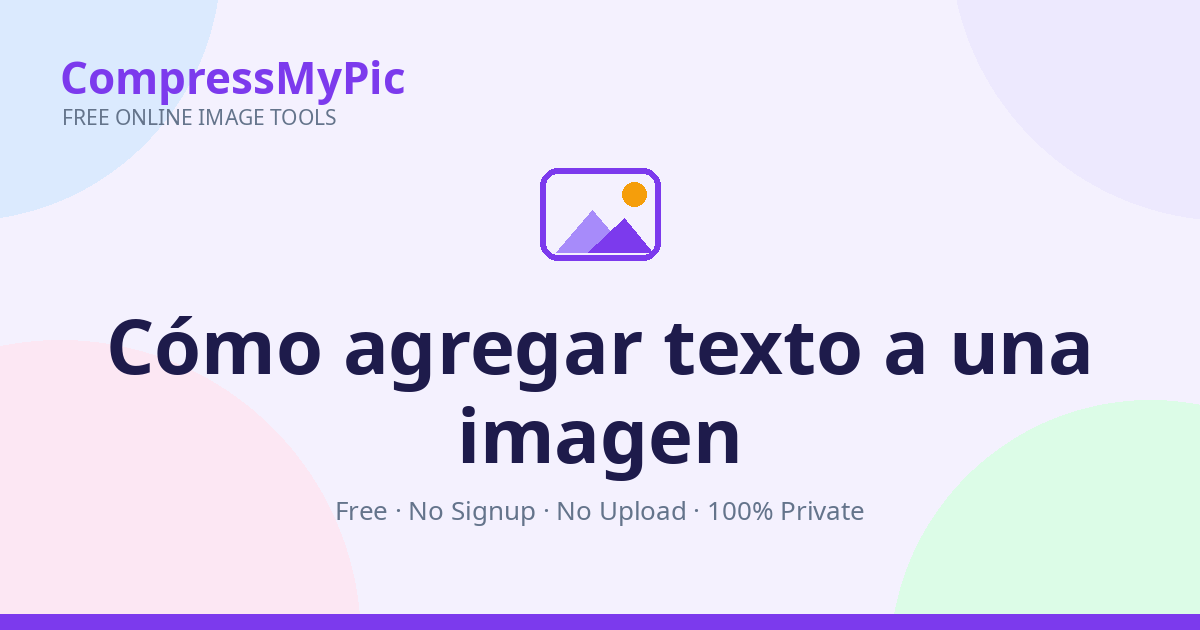 CompressMyPic
FREE ONLINE IMAGE TOOLS
Cómo agregar texto a una
imagen
Free · No Signup · No Upload · 100% Private